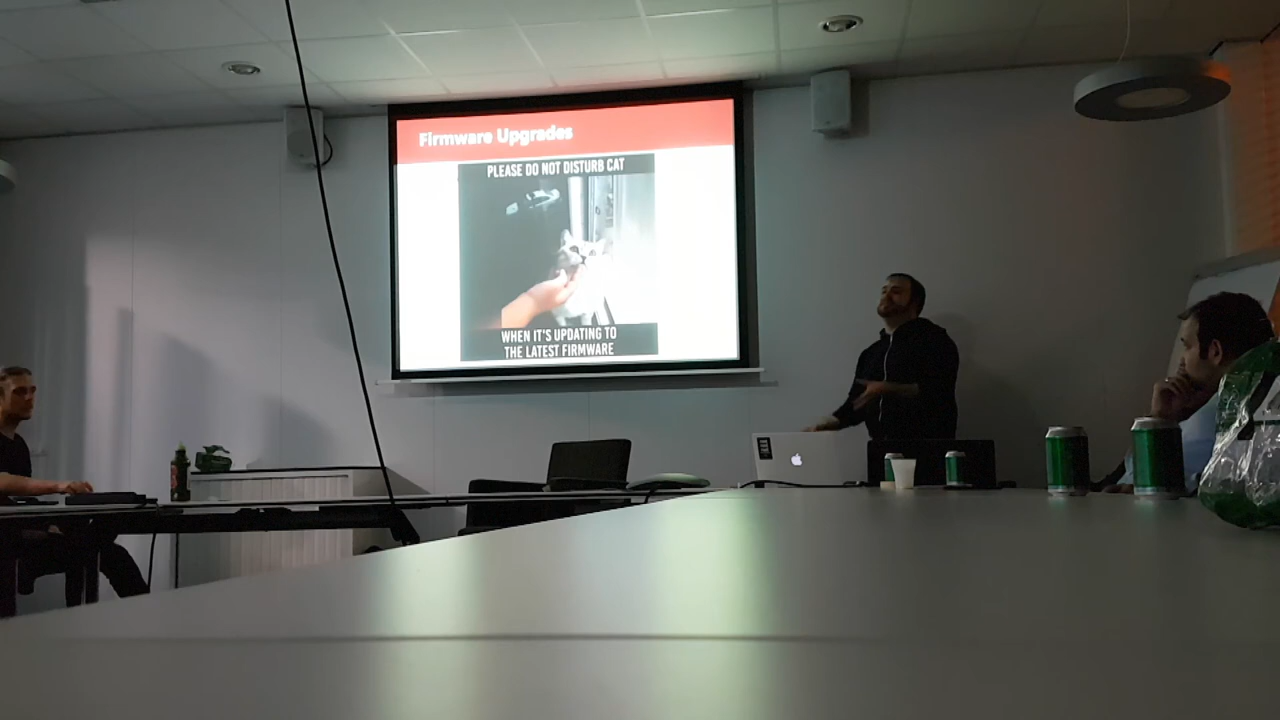 Firmware Upgrades
PLEASE DO NOT DISTURB CAT
WHEN IT'S UPDATING TO
THE LATEST FIRMWARE